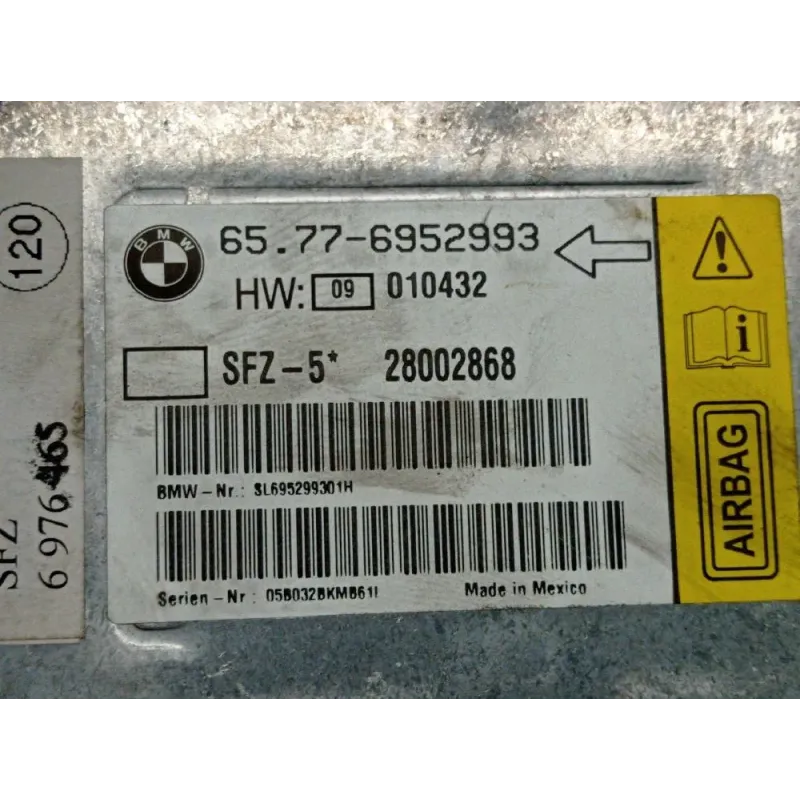 120
SFZ
6 976 465
BMW
65.77-6952993
HW: 09 010432
SFZ-5* 28002868
BMW-Nr.: SL695299301H
Serien-Nr: Made in Mexico
i
AIRBAG